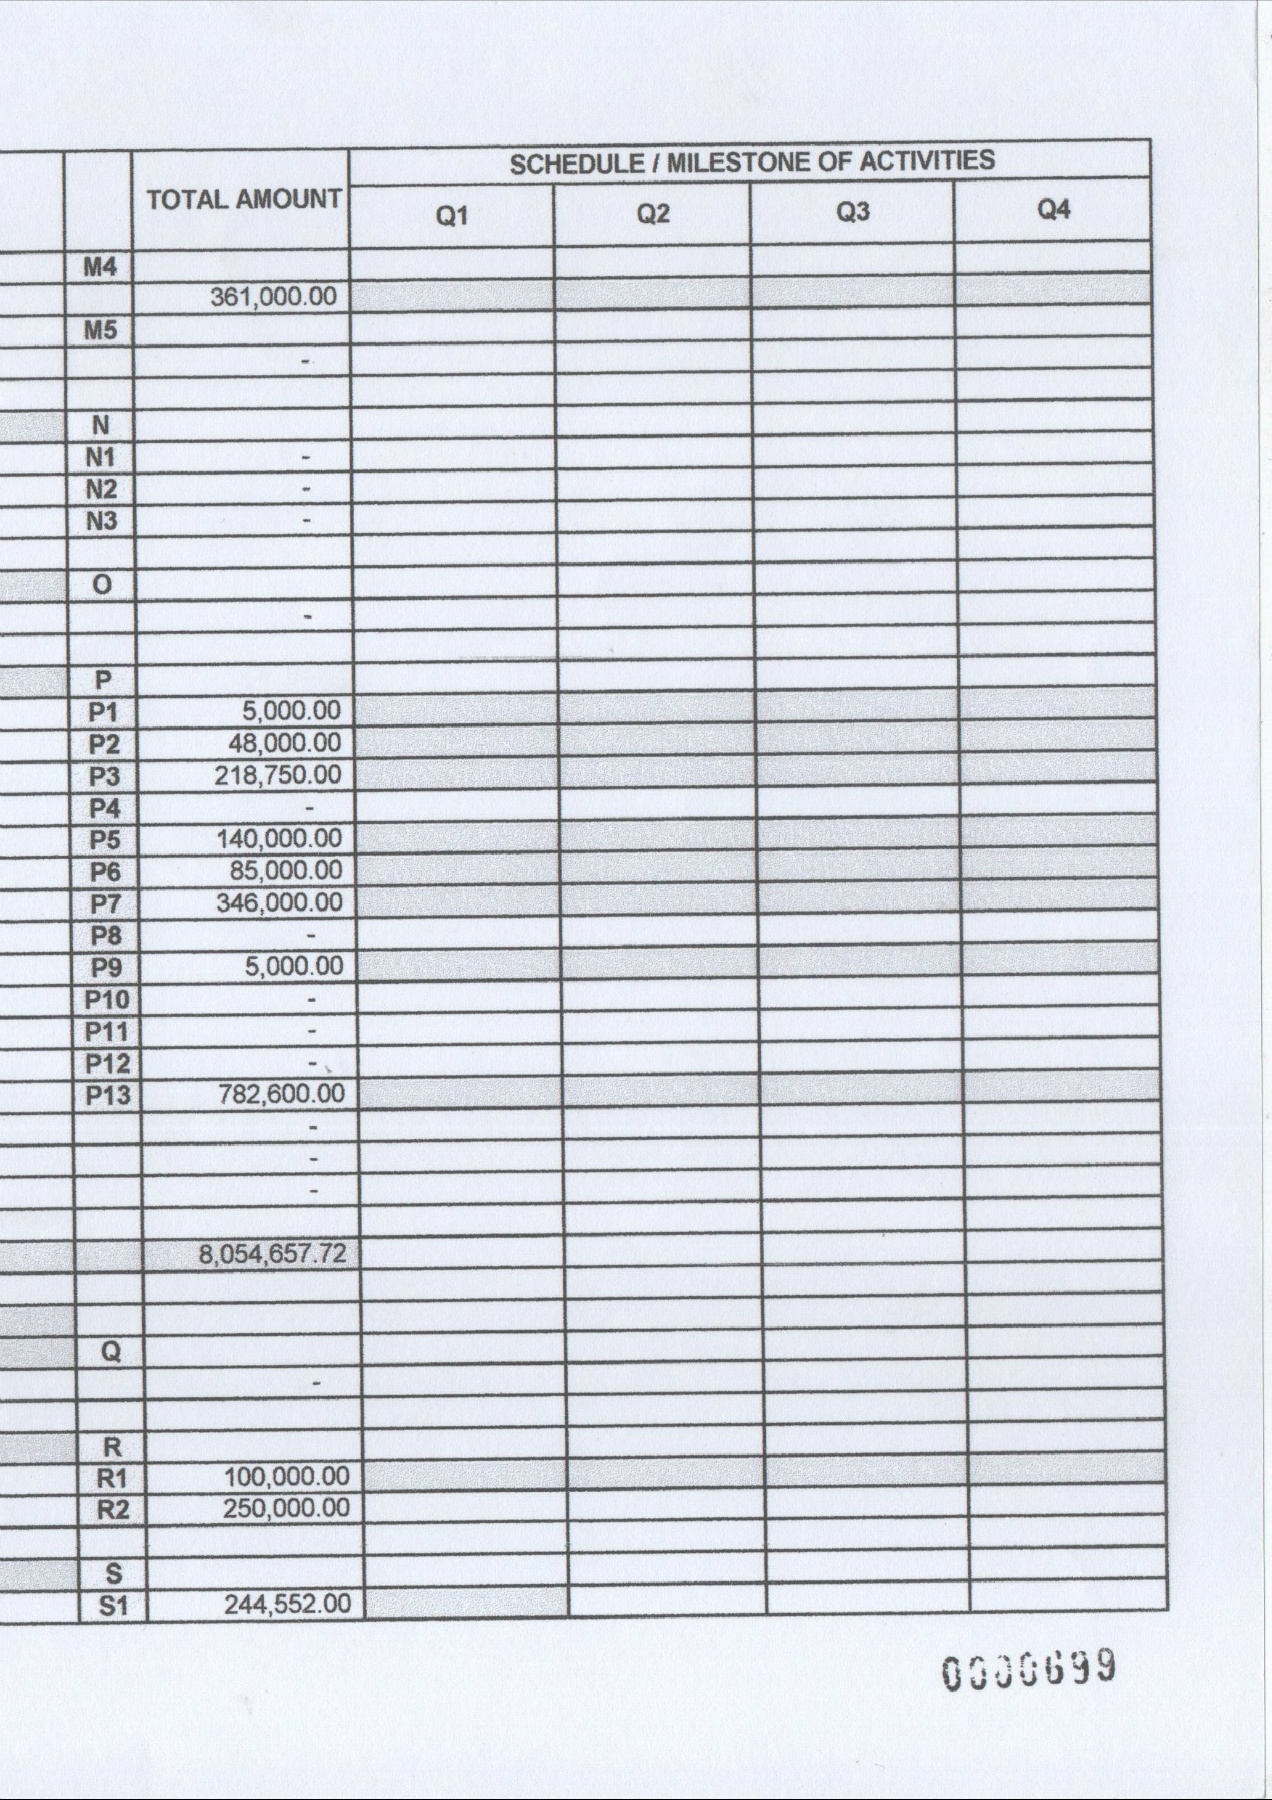 SCHEDULE / MILESTONE OF ACTIVITIES
TOTAL AMOUNT
Q1 Q2 Q3 Q4
M4
361,000.00
M5
-
N
N1 -
N2 -
N3 -
O
-
P
P1 5,000.00
P2 48,000.00
P3 218,750.00
P4 -
P5 140,000.00
P6 85,000.00
P7 346,000.00
P8 -
P9 5,000.00
P10 -
P11 -
P12 -
P13 782,600.00
-
-
-
8,054,657.72
Q
-
R
R1 100,000.00
R2 250,000.00
S
S1 244,552.00
0000699